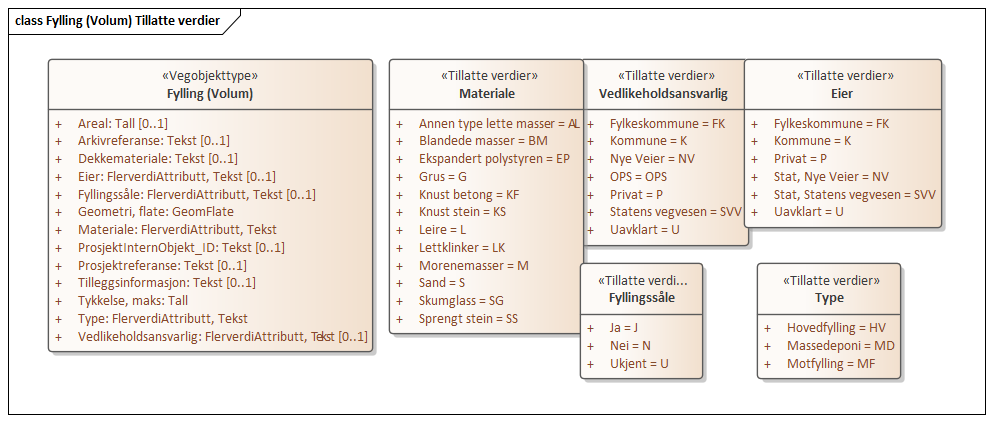 class Fylling (Volum) Tillatte verdier
«Vegobjekttype»
Fylling (Volum)
+ Areal: Tall [0..1]
+ Arkivreferanse: Tekst [0..1]
+ Dekkemateriale: Tekst [0..1]
+ Eier: FlerverdiAttributt, Tekst [0..1]
+ Fyllingssåle: FlerverdiAttributt, Tekst [0..1]
+ Geometri, flate: GeomFlate
+ Materiale: FlerverdiAttributt, Tekst
+ ProsjektInternObjekt_ID: Tekst [0..1]
+ Prosjektreferanse: Tekst [0..1]
+ Tilleggsinformasjon: Tekst [0..1]
+ Tykkelse, maks: Tall
+ Type: FlerverdiAttributt, Tekst
+ Vedlikeholdsansvarlig: FlerverdiAttributt, Tekst [0..1]
«Tillatte verdier»
Materiale
+ Annen type lette masser = AL
+ Blandede masser = BM
+ Ekspandert polystyren = EP
+ Grus = G
+ Knust betong = KF
+ Knust stein = KS
+ Leire = L
+ Lettklinker = LK
+ Morenemasser = M
+ Sand = S
+ Skumglass = SG
+ Sprengt stein = SS
«Tillatte verdier»
Vedlikeholdsansvarlig
+ Fylkeskommune = FK
+ Kommune = K
+ Nye Veier = NV
+ OPS = OPS
+ Privat = P
+ Statens vegvesen = SVV
+ Uavklart = U
«Tillatte verdier»
Eier
+ Fylkeskommune = FK
+ Kommune = K
+ Privat = P
+ Stat, Nye Veier = NV
+ Stat, Statens vegvesen = SVV
+ Uavklart = U
«Tillatte verdi...
Fyllingssåle
+ Ja = J
+ Nei = N
+ Ukjent = U
«Tillatte verdier»
Type
+ Hovedfylling = HV
+ Massedeponi = MD
+ Motfylling = MF